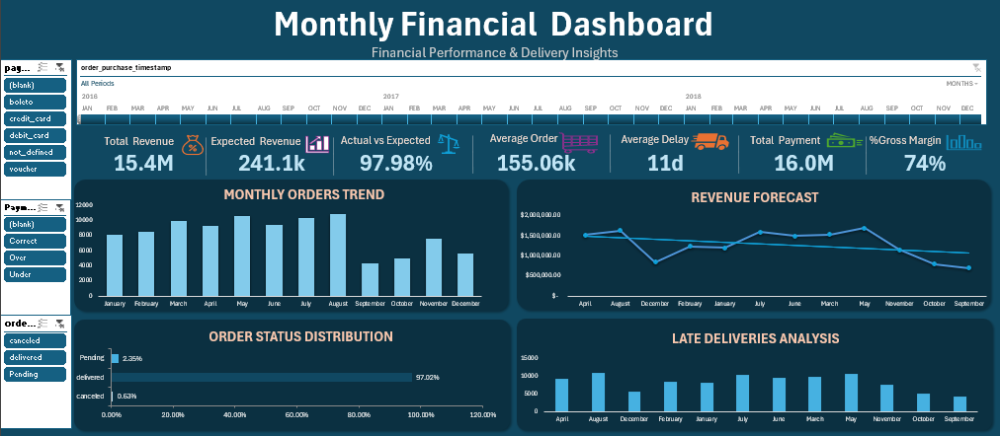 Monthly Financial Dashboard
Financial Performance & Delivery Insights
pay...
(blank)
boleto
credit_card
debit_card
not_defined
voucher
Paym...
(blank)
Correct
Over
Under
orde...
canceled
delivered
Pending
order_purchase_timestamp
All Periods
MONTHS
2016 2017 2018
JAN FEB MAR APR MAY JUN JUL AUG SEP OCT NOV DEC JAN FEB MAR APR MAY JUN JUL AUG SEP OCT NOV DEC JAN FEB MAR APR MAY JUN JUL AUG SEP OCT NOV DEC
Total Revenue
15.4M
Expected Revenue
241.1k
Actual vs Expected
97.98%
Average Order
155.06k
Average Delay
11d
Total Payment
16.0M
%Gross Margin
74%
MONTHLY ORDERS TREND
12000
10000
8000
6000
4000
2000
0
January February March April May June July August September October November December
REVENUE FORECAST
$2,000,000.00
$1,500,000.00
$1,000,000.00
$500,000.00
$-
April August December February January July June March May November October September
ORDER STATUS DISTRIBUTION
Pending 2.35%
delivered 97.02%
canceled 0.63%
0.00% 20.00% 40.00% 60.00% 80.00% 100.00% 120.00%
LATE DELIVERIES ANALYSIS
15000
10000
5000
0
April August December February January July June March May November October September